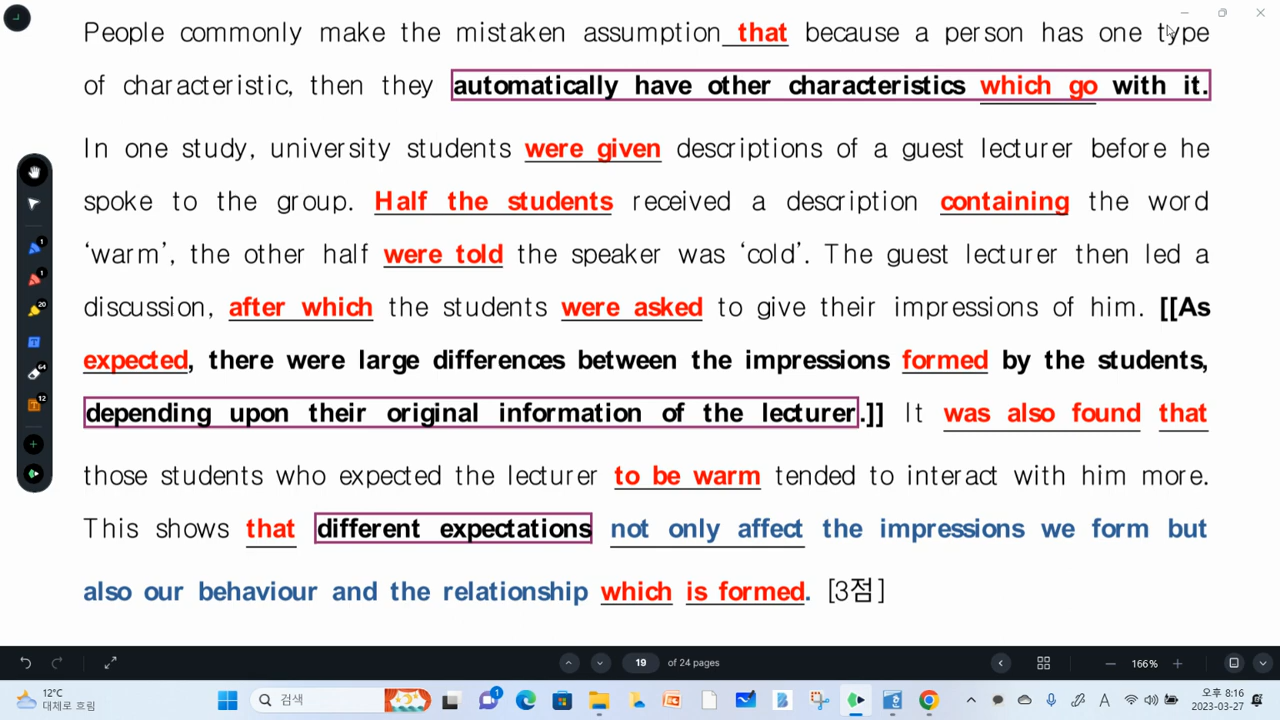 People commonly make the mistaken assumption that because a person has one type
of characteristic, then they automatically have other characteristics which go with it.
In one study, university students were given descriptions of a guest lecturer before he
spoke to the group. Half the students received a description containing the word
‘warm’, the other half were told the speaker was ‘cold’. The guest lecturer then led a
discussion, after which the students were asked to give their impressions of him. [[As
expected, there were large differences between the impressions formed by the students,
depending upon their original information of the lecturer.]] It was also found that
those students who expected the lecturer to be warm tended to interact with him more.
This shows that different expectations not only affect the impressions we form but
also our behaviour and the relationship which is formed. [3점]
1
1
20
64
12
19 of 24 pages
166%
12°C
대체로 흐림
검색
1
A
오후 8:16
2023-03-27